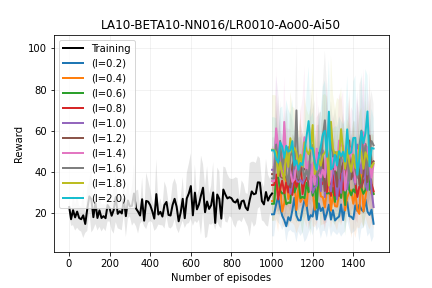 LA10-BETA10-NN016/LR0010-Ao00-Ai50
Reward
100
80
60
40
20
Training
(l=0.2)
(l=0.4)
(l=0.6)
(l=0.8)
(l=1.0)
(l=1.2)
(l=1.4)
(l=1.6)
(l=1.8)
(l=2.0)
0 200 400 600 800 1000 1200 1400
Number of episodes